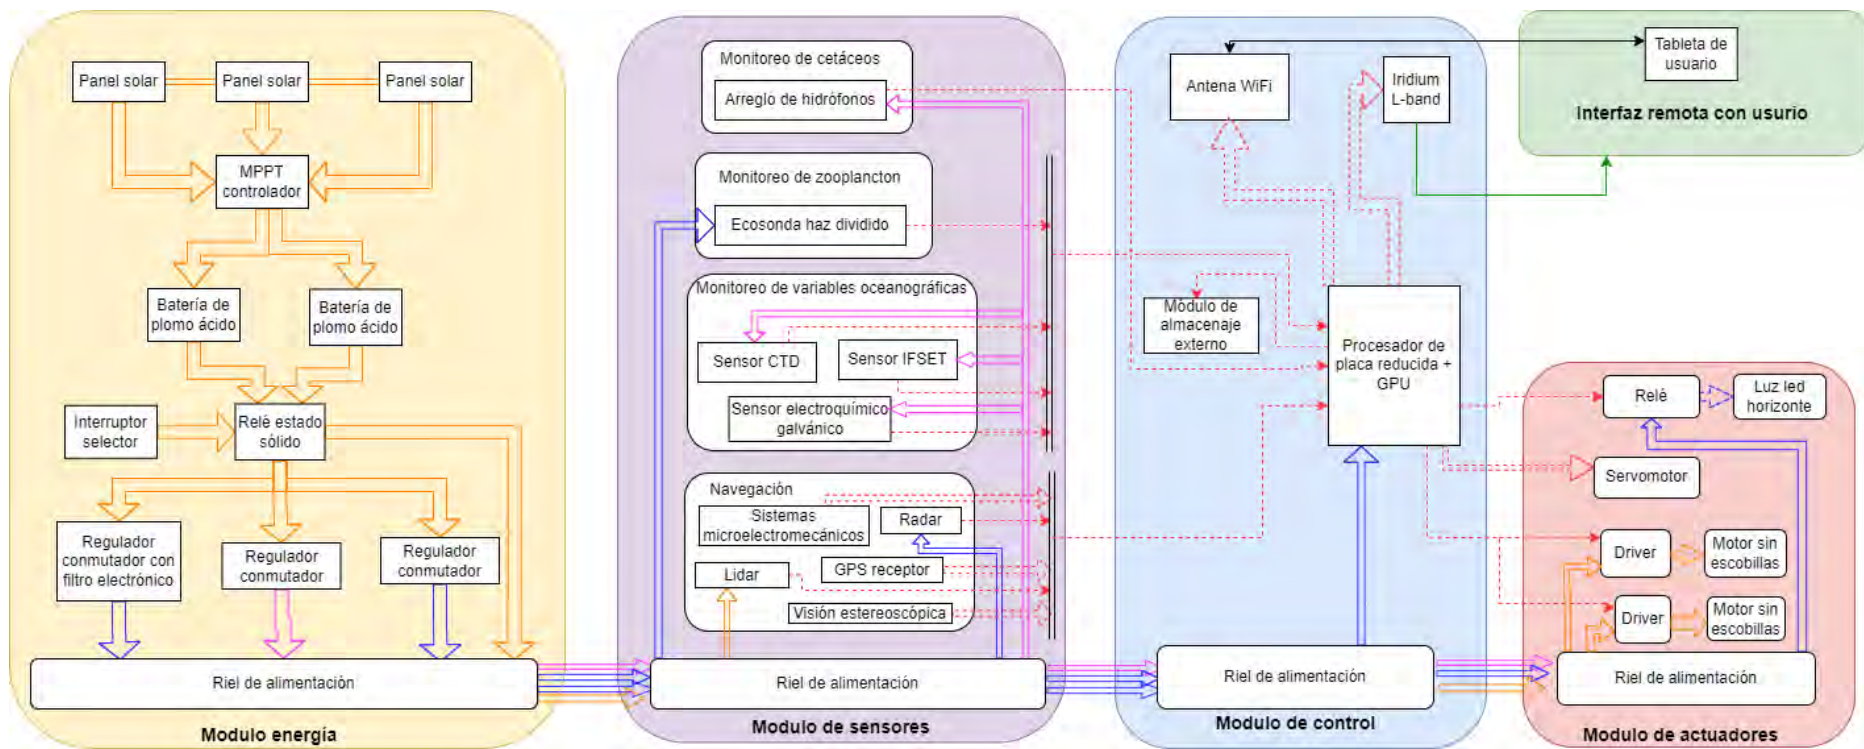 Panel solar
Panel solar
Panel solar
MPPT
controlador
Batería de
plomo ácido
Batería de
plomo ácido
Interruptor
selector
Relé estado
sólido
Regulador
conmutador con
filtro electrónico
Regulador
conmutador
Regulador
conmutador
Riel de alimentación
Modulo energía
Monitoreo de cetáceos
Arreglo de hidrófonos
Monitoreo de zooplancton
Ecosonda haz dividido
Monitoreo de variables oceanográficas
Sensor CTD
Sensor IFSET
Sensor electroquímico
galvánico
Navegación
Sistemas
microelectromecánicos
Radar
Lidar
GPS receptor
Visión estereoscópica
Riel de alimentación
Modulo de sensores
Antena WiFi
Iridium
L-band
Módulo de
almacenaje
externo
Procesador de
placa reducida +
GPU
Riel de alimentación
Modulo de control
Tableta de
usuario
Interfaz remota con usurio
Relé
Luz led
horizonte
Servomotor
Driver
Motor sin
escobillas
Driver
Motor sin
escobillas
Riel de alimentación
Modulo de actuadores